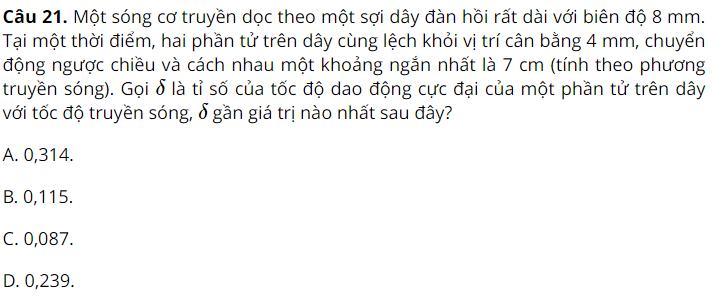 Câu 21. Một sóng cơ truyền dọc theo một sợi dây đàn hồi rất dài với biên độ 8 mm.
Tại một thời điểm, hai phần tử trên dây cùng lệch khỏi vị trí cân bằng 4 mm, chuyển
động ngược chiều và cách nhau một khoảng ngắn nhất là 7 cm (tính theo phương
truyền sóng). Gọi δ là tỉ số của tốc độ dao động cực đại của một phần tử trên dây
với tốc độ truyền sóng, δ gần giá trị nào nhất sau đây?
A. 0,314.
B. 0,115.
C. 0,087.
D. 0,239.